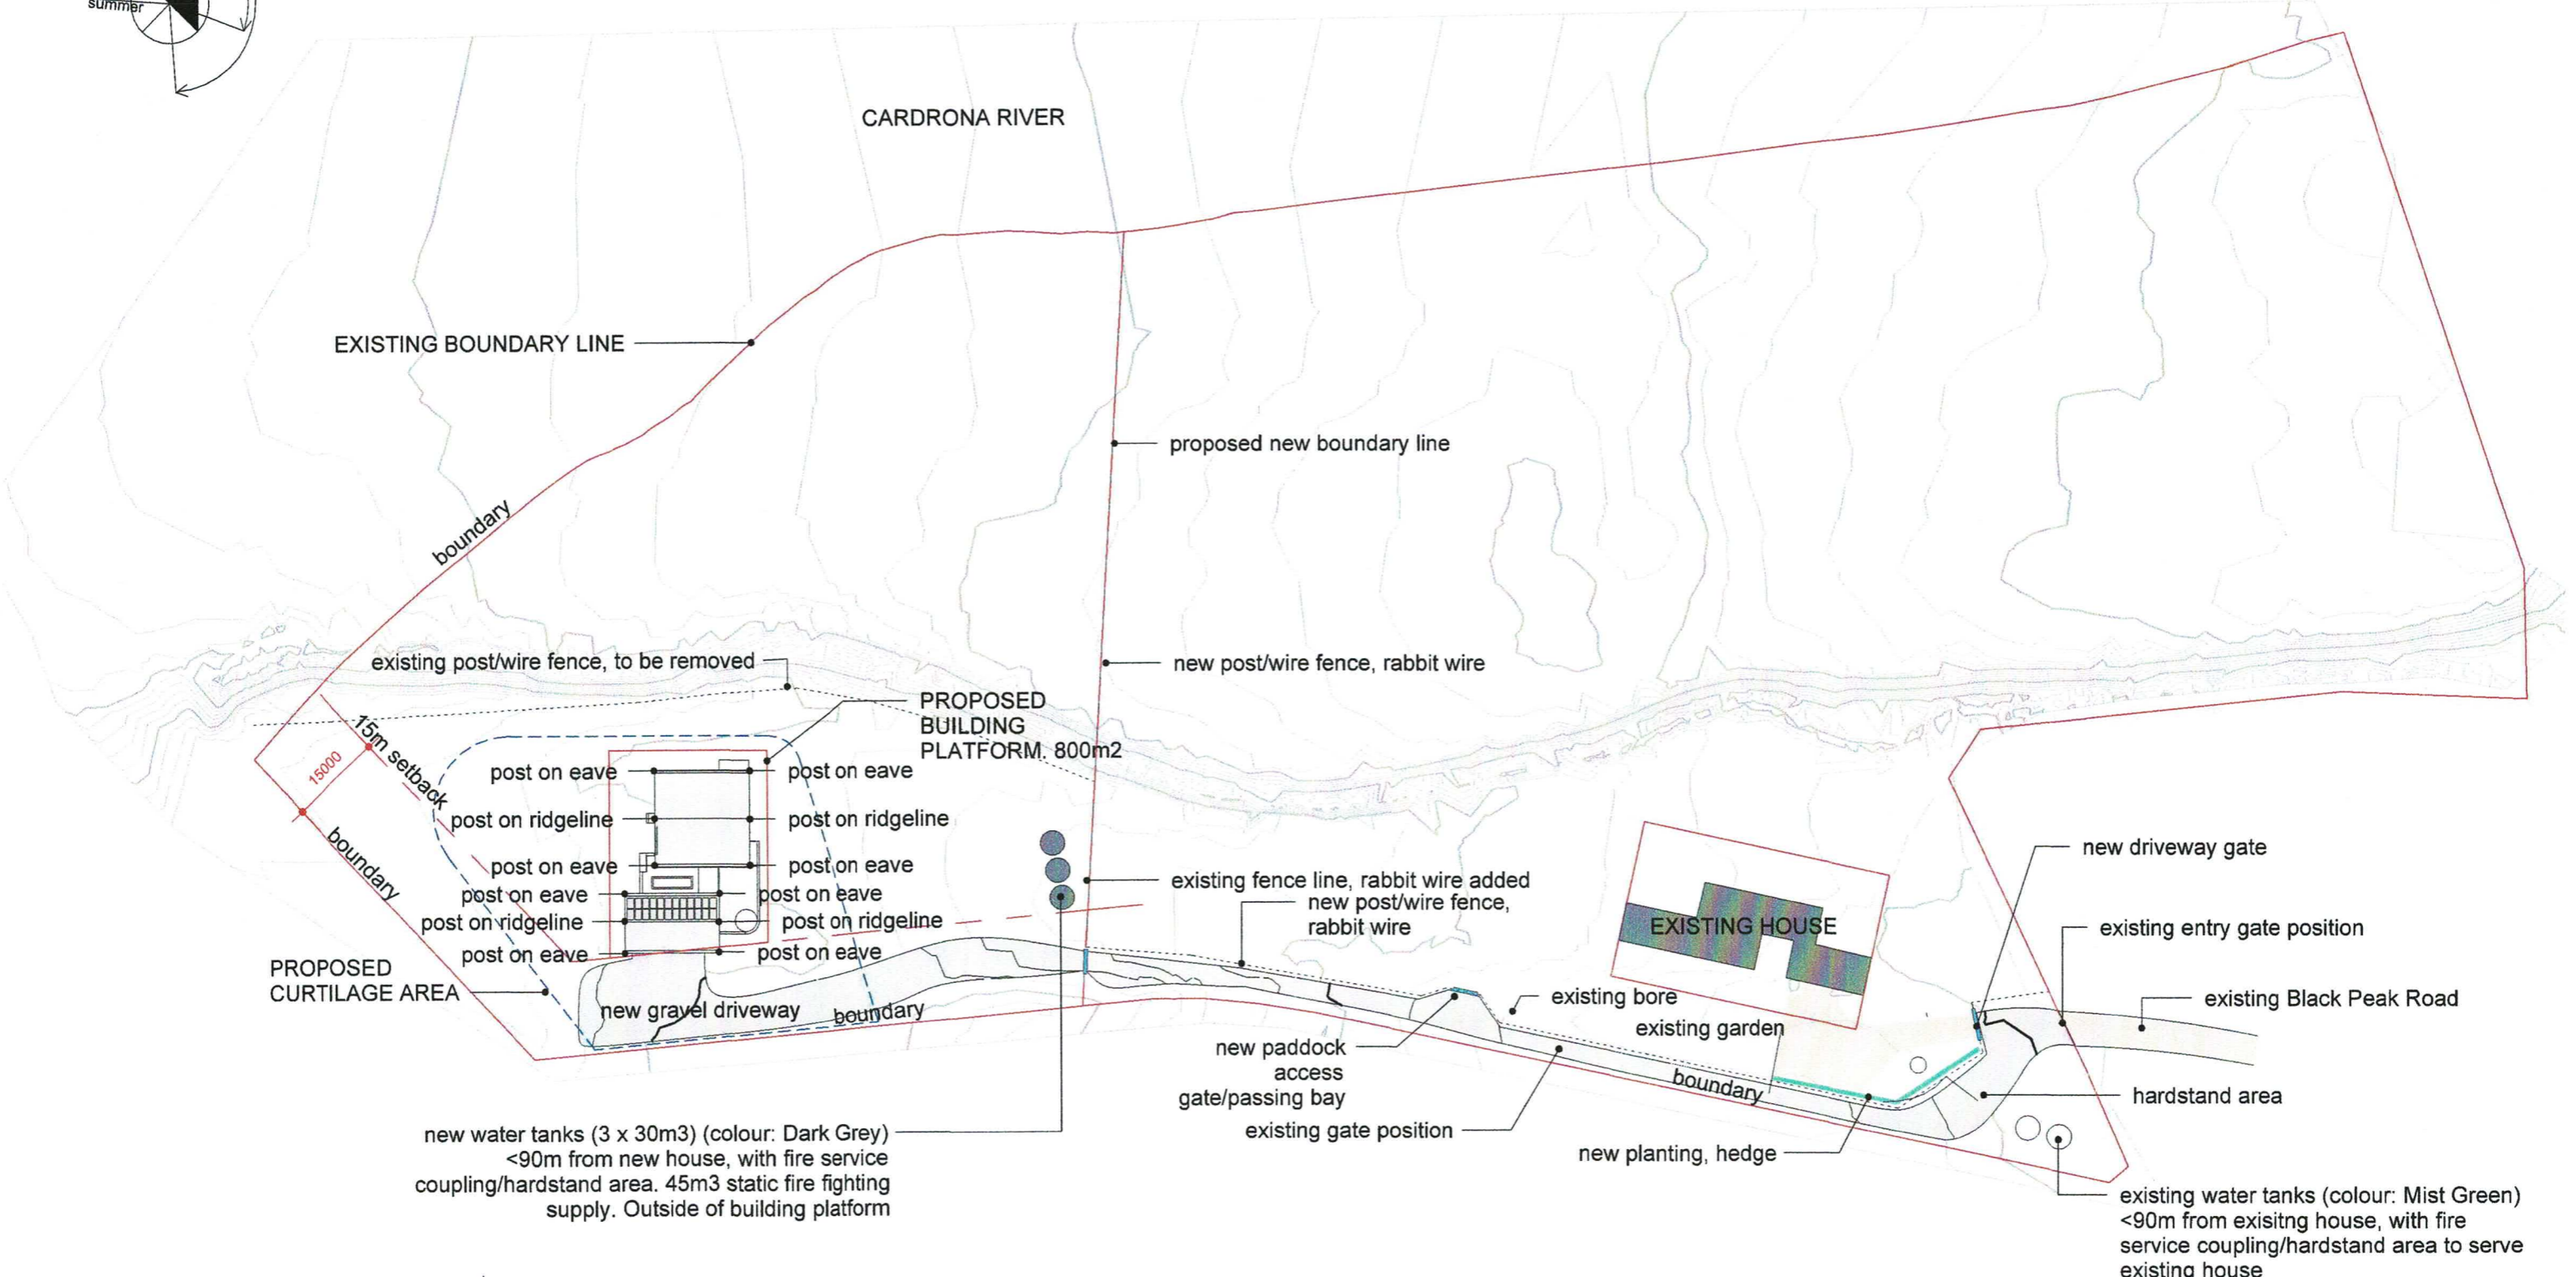 summer
CARDRONA RIVER
EXISTING BOUNDARY LINE
proposed new boundary line
boundary
existing post/wire fence, to be removed
new post/wire fence, rabbit wire
PROPOSED
BUILDING
PLATFORM. 800m2
15m setback
15000
boundary
post on eave
post on eave
post on ridgeline
post on ridgeline
post on eave
post on eave
post on eave
post on eave
post on ridgeline
post on ridgeline
post on eave
post on eave
PROPOSED
CURTILAGE AREA
new gravel driveway
boundary
existing fence line, rabbit wire added
new post/wire fence,
rabbit wire
EXISTING HOUSE
new driveway gate
existing entry gate position
existing Black Peak Road
existing bore
existing garden
new paddock
access
gate/passing bay
existing gate position
boundary
new planting, hedge
hardstand area
new water tanks (3 x 30m3) (colour: Dark Grey)
<90m from new house, with fire service
coupling/hardstand area. 45m3 static fire fighting
supply. Outside of building platform
existing water tanks (colour: Mist Green)
<90m from exisitng house, with fire
service coupling/hardstand area to serve
existing house